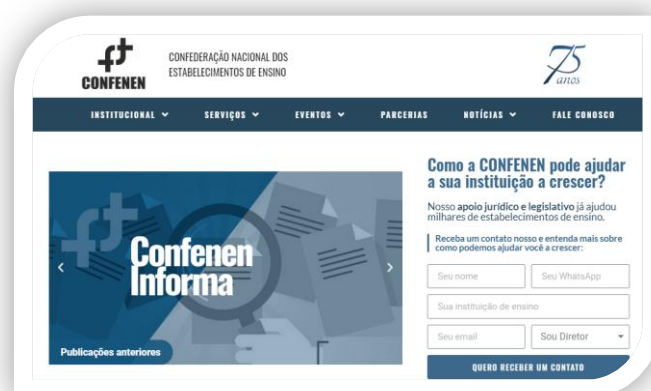 CONFENEN
CONFEDERAÇÃO NACIONAL DOS
ESTABELECIMENTOS DE ENSINO
75
anos
INSTITUCIONAL SERVIÇOS EVENTOS PARCERIAS NOTÍCIAS FALE CONOSCO
Confenen
Informa
Publicações anteriores
Como a CONFENEN pode ajudar
a sua instituição a crescer?
Nosso apoio jurídico e legislativo já ajudou
milhares de estabelecimentos de ensino.
Receba um contato nosso e entenda mais sobre
como podemos ajudar você a crescer:
Seu nome Seu WhatsApp
Sua instituição de ensino
Seu email Sou Diretor
QUERO RECEBER UM CONTATO